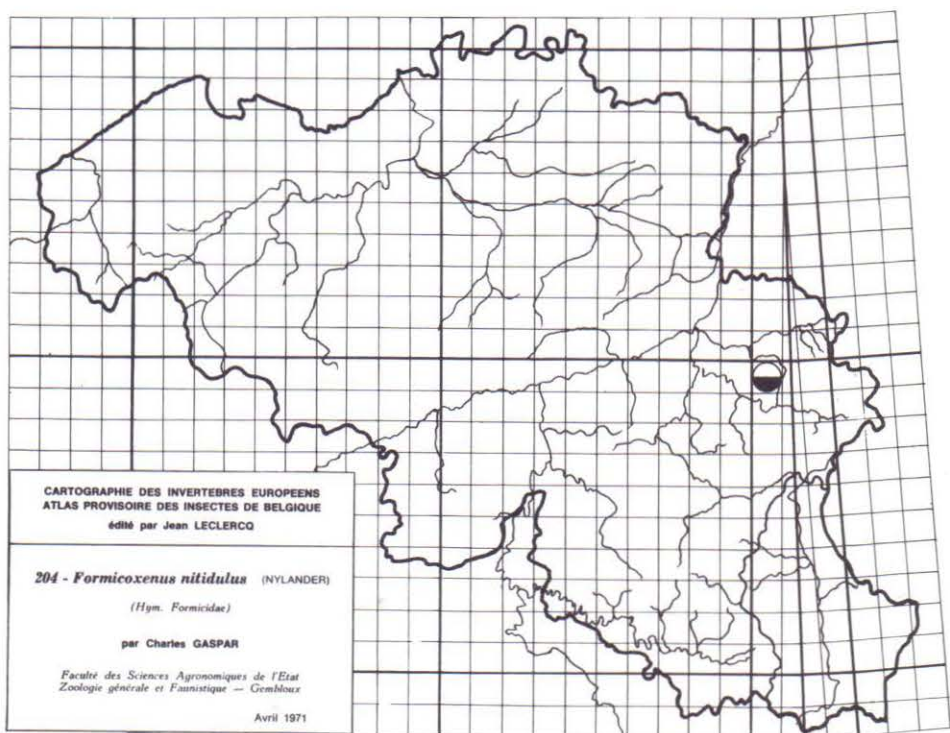 CARTOGRAPHIE DES INVERTEBRES EUROPEENS
ATLAS PROVISOIRE DES INSECTES DE BELGIQUE
édité par Jean LECLERCQ
204 - Formicoxenus nitidulus (NYLANDER)
(Hym. Formicidae)
par Charles GASPAR
Faculté des Sciences Agronomiques de l'Etat
Zoologie générale et Faunistique — Gembloux
Avril 1971